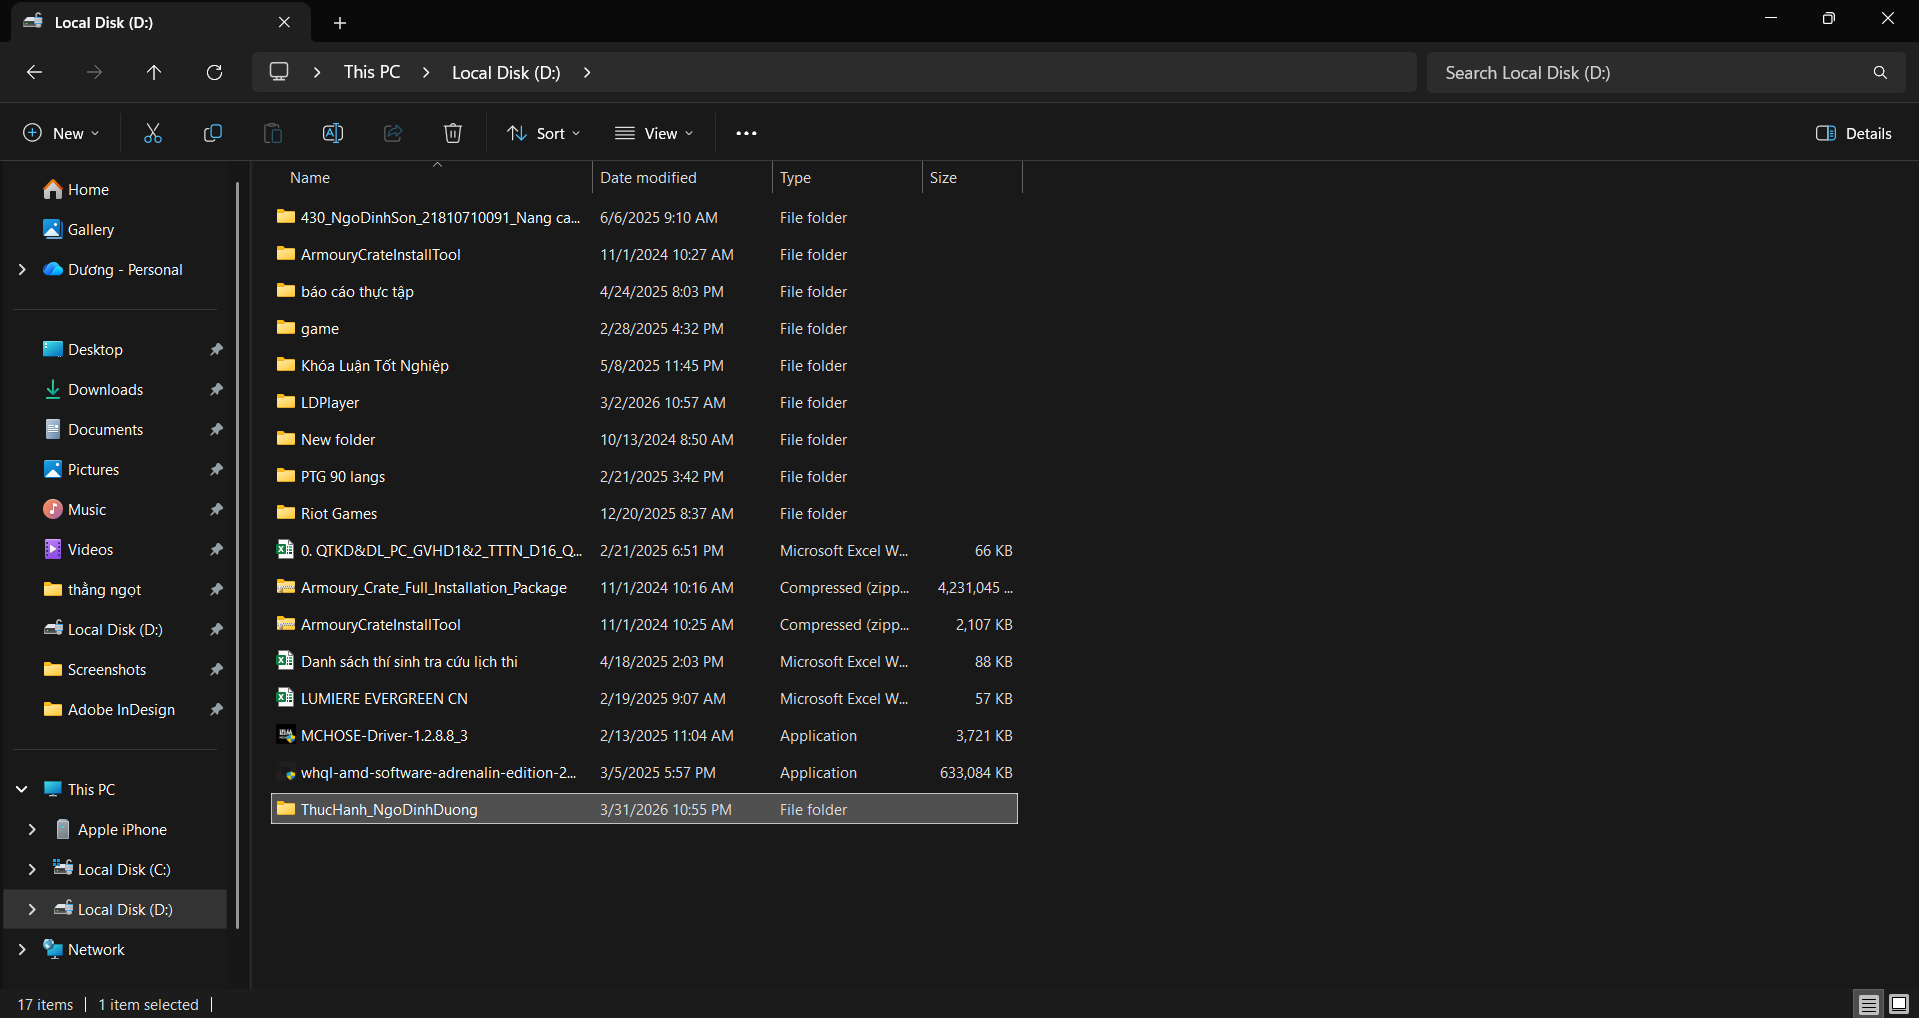 Local Disk (D:)
This PC
Local Disk (D:)
Search Local Disk (D:)
New
Sort
View
Details
Home
Gallery
Dương - Personal
Desktop
Downloads
Documents
Pictures
Music
Videos
thằng ngọt
Local Disk (D:)
Screenshots
Adobe InDesign
This PC
Apple iPhone
Local Disk (C:)
Local Disk (D:)
Network
Name Date modified Type Size
430_NgoDinhSon_21810710091_Nang ca... 6/6/2025 9:10 AM File folder
ArmouryCrateInstallTool 11/1/2024 10:27 AM File folder
báo cáo thực tập 4/24/2025 8:03 PM File folder
game 2/28/2025 4:32 PM File folder
Khóa Luận Tốt Nghiệp 5/8/2025 11:45 PM File folder
LDPlayer 3/2/2026 10:57 AM File folder
New folder 10/13/2024 8:50 AM File folder
PTG 90 langs 2/21/2025 3:42 PM File folder
Riot Games 12/20/2025 8:37 AM File folder
0. QTKD&DL_PC_GVHD1&2_TTTN_D16_Q... 2/21/2025 6:51 PM Microsoft Excel W... 66 KB
Armoury_Crate_Full_Installation_Package 11/1/2024 10:16 AM Compressed (zipp... 4,231,045 ...
ArmouryCrateInstallTool 11/1/2024 10:25 AM Compressed (zipp... 2,107 KB
Danh sách thí sinh tra cứu lịch thi 4/18/2025 2:03 PM Microsoft Excel W... 88 KB
LUMIERE EVERGREEN CN 2/19/2025 9:07 AM Microsoft Excel W... 57 KB
MCHOSE-Driver-1.2.8.8_3 2/13/2025 11:04 AM Application 3,721 KB
whql-amd-software-adrenalin-edition-2... 3/5/2025 5:57 PM Application 633,084 KB
ThucHanh_NgoDinhDuong 3/31/2026 10:55 PM File folder
17 items 1 item selected